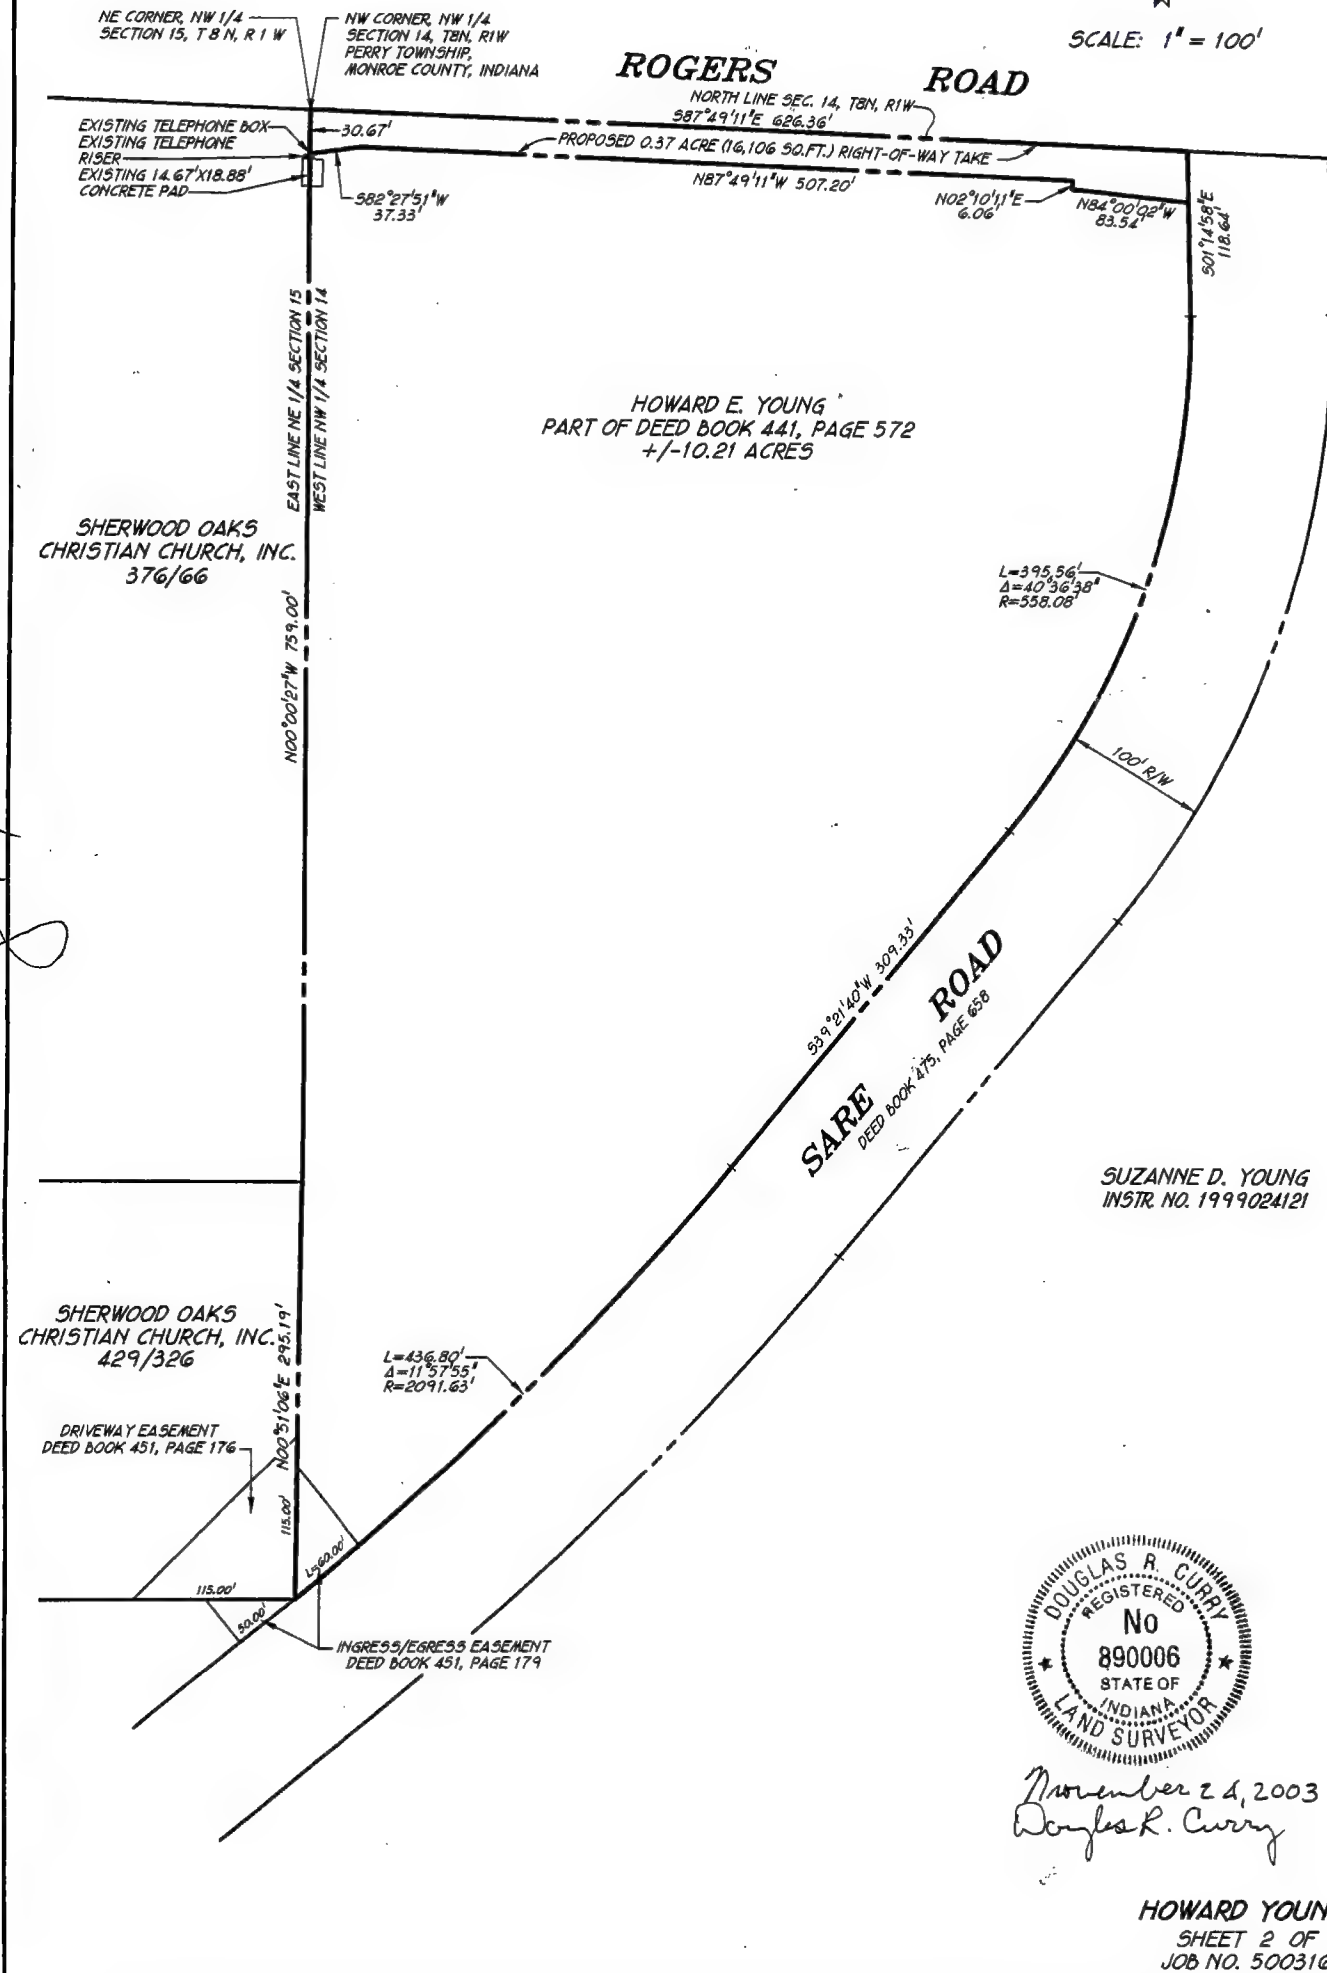 NE CORNER, NW 1/4
SECTION 15, T 8 N, R 1 W
NW CORNER, NW 1/4
SECTION 14, T8N, R1W
PERRY TOWNSHIP,
MONROE COUNTY, INDIANA
SCALE: 1" = 100'
ROGERS ROAD
NORTH LINE SEC. 14, T8N, R1W
S87°49'11"E 626.36'
EXISTING TELEPHONE BOX
EXISTING TELEPHONE
RISER
EXISTING 14.67'X18.88'
CONCRETE PAD
30.67'
PROPOSED 0.37 ACRE (16,106 SQ.FT.) RIGHT-OF-WAY TAKE
S82°27'51"W
37.33'
N87°49'11"W 507.20'
N02°10'11"E
6.06'
N84°00'02"W
83.54'
S01°14'58"E
118.64'
EAST LINE NE 1/4 SECTION 15
WEST LINE NW 1/4 SECTION 14
HOWARD E. YOUNG
PART OF DEED BOOK 441, PAGE 572
+/-10.21 ACRES
SHERWOOD OAKS
CHRISTIAN CHURCH, INC.
376/66
L=395.56'
Δ=40°36'38"
R=558.08'
N00°00'27"W 759.00'
100' R/W
S39°21'40"W 309.33'
SARE ROAD
DEED BOOK 475, PAGE 658
SUZANNE D. YOUNG
INSTR. NO. 1999024121
SHERWOOD OAKS
CHRISTIAN CHURCH, INC.
429/326
N00°51'06"E 295.19'
L=436.80'
Δ=11°57'55"
R=2091.63'
DRIVEWAY EASEMENT
DEED BOOK 451, PAGE 176
115.00'
L=60.00'
115.00'
50.00'
INGRESS/EGRESS EASEMENT
DEED BOOK 451, PAGE 179
DOUGLAS R. CURRY
REGISTERED
No
890006
STATE OF
INDIANA
LAND SURVEYOR
November 24, 2003
Douglas R. Curry
HOWARD YOUN
SHEET 2 OF
JOB NO. 500316